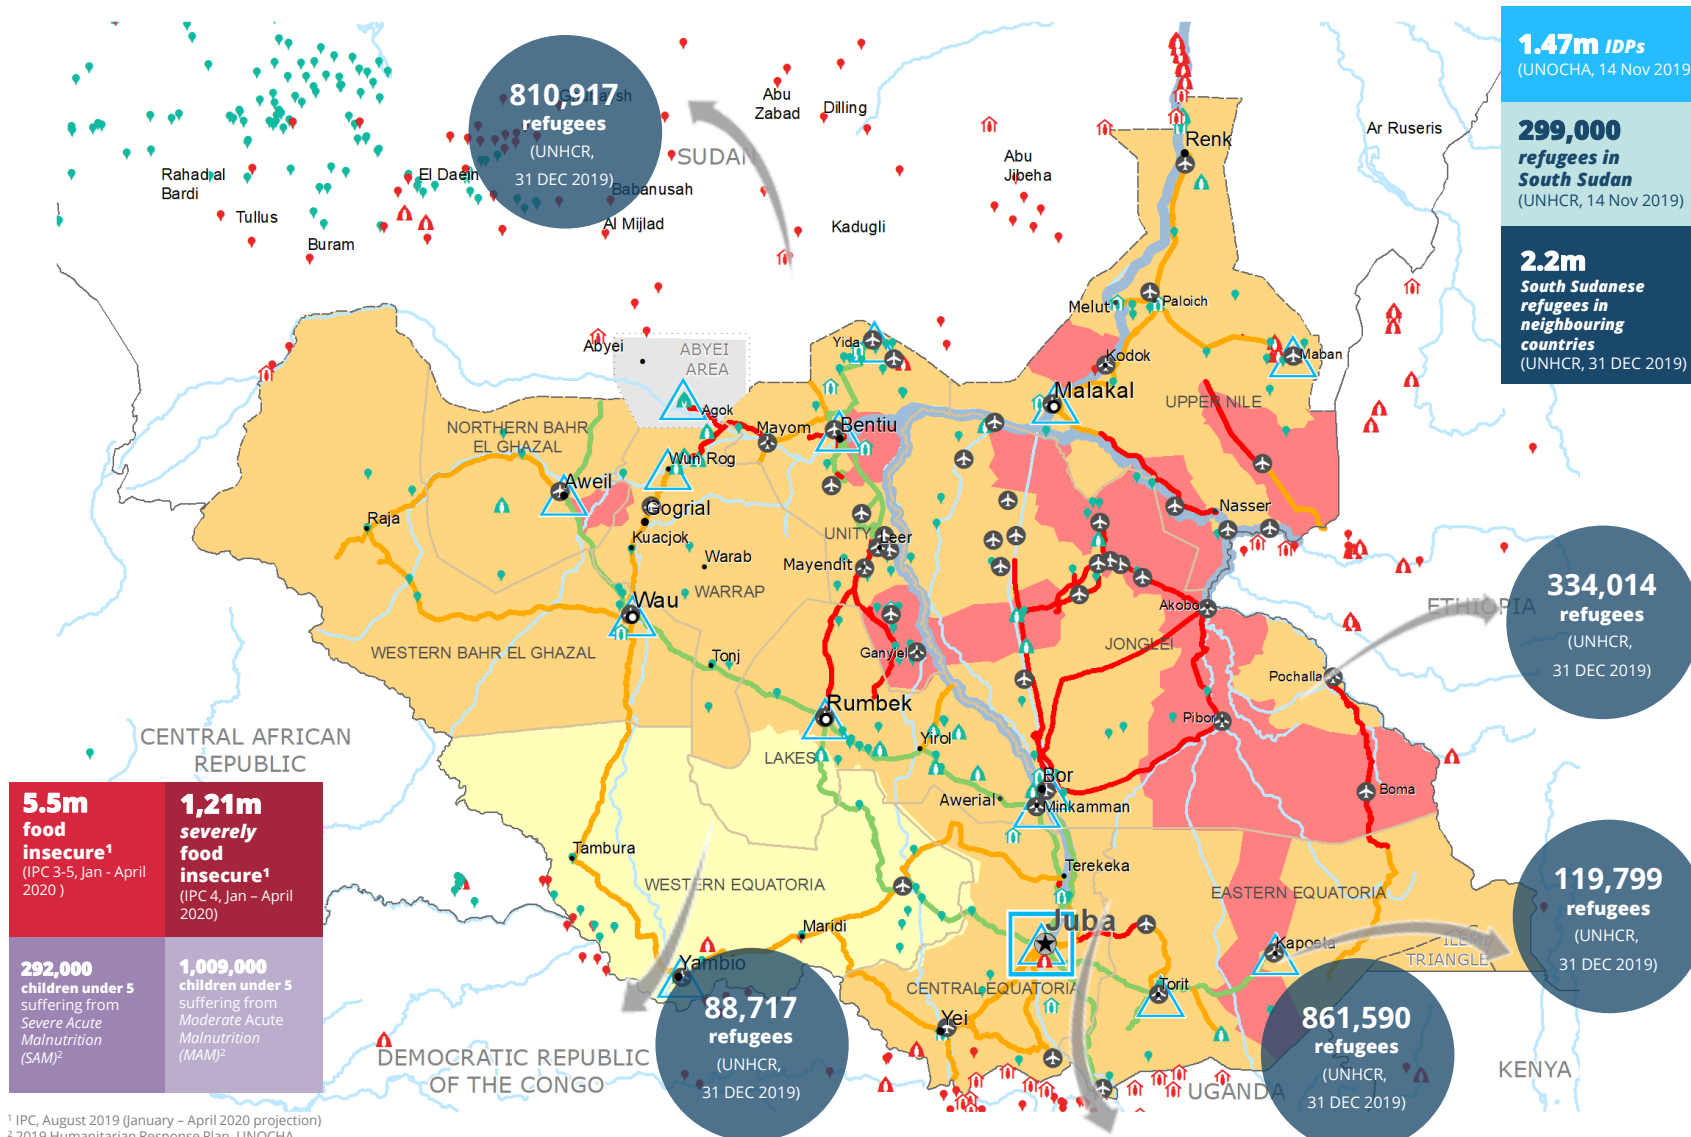 1.47m IDPs
(UNOCHA, 14 Nov 2019
299,000
refugees in
South Sudan
(UNHCR, 14 Nov 2019)
2.2m
South Sudanese
refugees in
neighbouring
countries
(UNHCR, 31 DEC 2019)
810,917
refugees
(UNHCR,
31 DEC 2019)
SUDAN
Abu
Zabad
Dilling
Abu
Jibeha
Ar Ruseris
Renk
Rahad al
Bardi
El Daein
Babanusah
Tullus
Al Mijlad
Kadugli
Buram
Melut
Paloich
Abyei
ABYEI
AREA
Yida
Kodok
Maban
Malakal
UPPER NILE
Agok
NORTHERN BAHR
EL GHAZAL
Mayom
Bentiu
Wun Rog
Aweil
Gogrial
Nasser
Raja
Kuacjok
UNITY
Leer
Warab
Mayendit
WARRAP
Wau
Akobo
ETHIOPIA
334,014
refugees
(UNHCR,
31 DEC 2019)
WESTERN BAHR EL GHAZAL
Tonj
Ganyiel
JONGLEI
Pochalla
Rumbek
Pibor
CENTRAL AFRICAN
REPUBLIC
LAKES
Yirol
Bor
Awerial
Minkamman
Boma
5.5m
food
insecure¹
(IPC 3-5, Jan - April
2020 )
1,21m
severely
food
insecure¹
(IPC 4, Jan – April
2020)
292,000
children under 5
suffering from
Severe Acute
Malnutrition
(SAM)²
1,009,000
children under 5
suffering from
Moderate Acute
Malnutrition
(MAM)²
Tambura
Terekeka
WESTERN EQUATORIA
EASTERN EQUATORIA
119,799
refugees
(UNHCR,
31 DEC 2019)
Maridi
Juba
Kapoeta
ILEMI
TRIANGLE
Yambio
CENTRAL EQUATORIA
Torit
88,717
refugees
(UNHCR,
31 DEC 2019)
Yei
861,590
refugees
(UNHCR,
31 DEC 2019)
DEMOCRATIC REPUBLIC
OF THE CONGO
UGANDA
KENYA
¹ IPC, August 2019 (January – April 2020 projection)
² 2019 Humanitarian Response Plan, UNOCHA